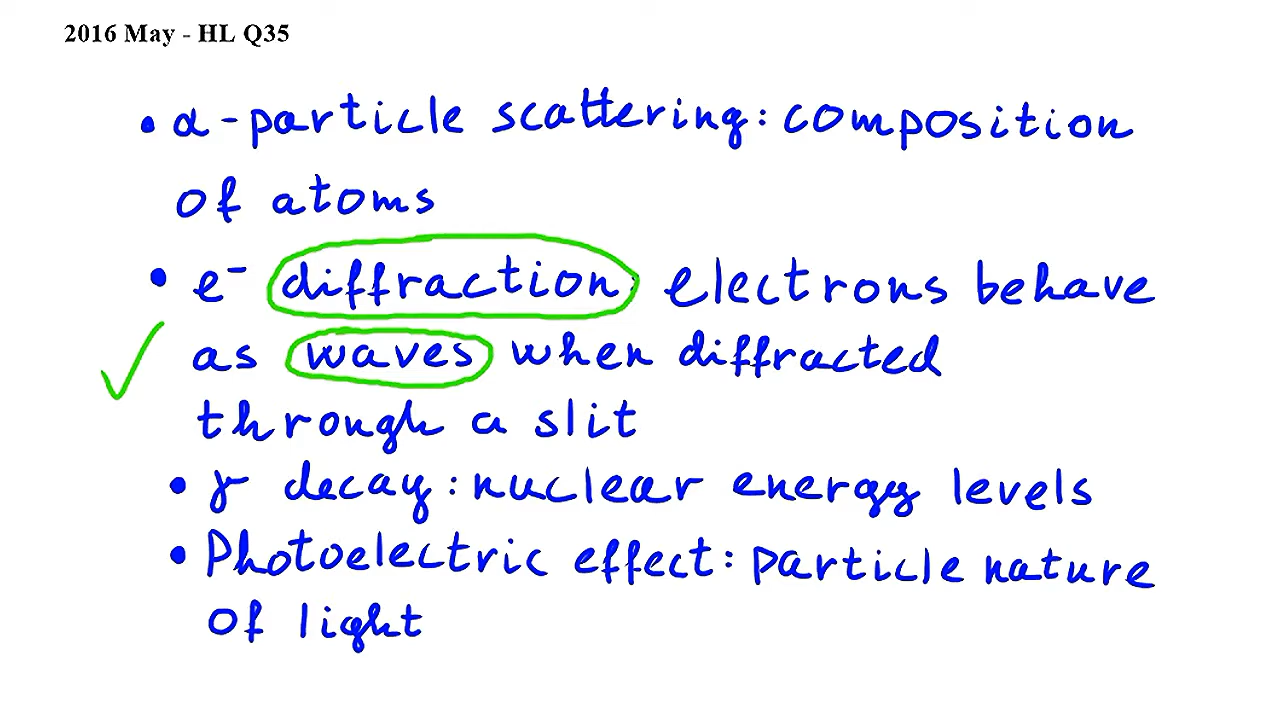 2016 May - HL Q35
• α-particle scattering: composition
of atoms
• e⁻ diffraction: electrons behave
as waves when diffracted
through a slit
• γ decay: nuclear energy levels
• Photoelectric effect: particle nature
of light